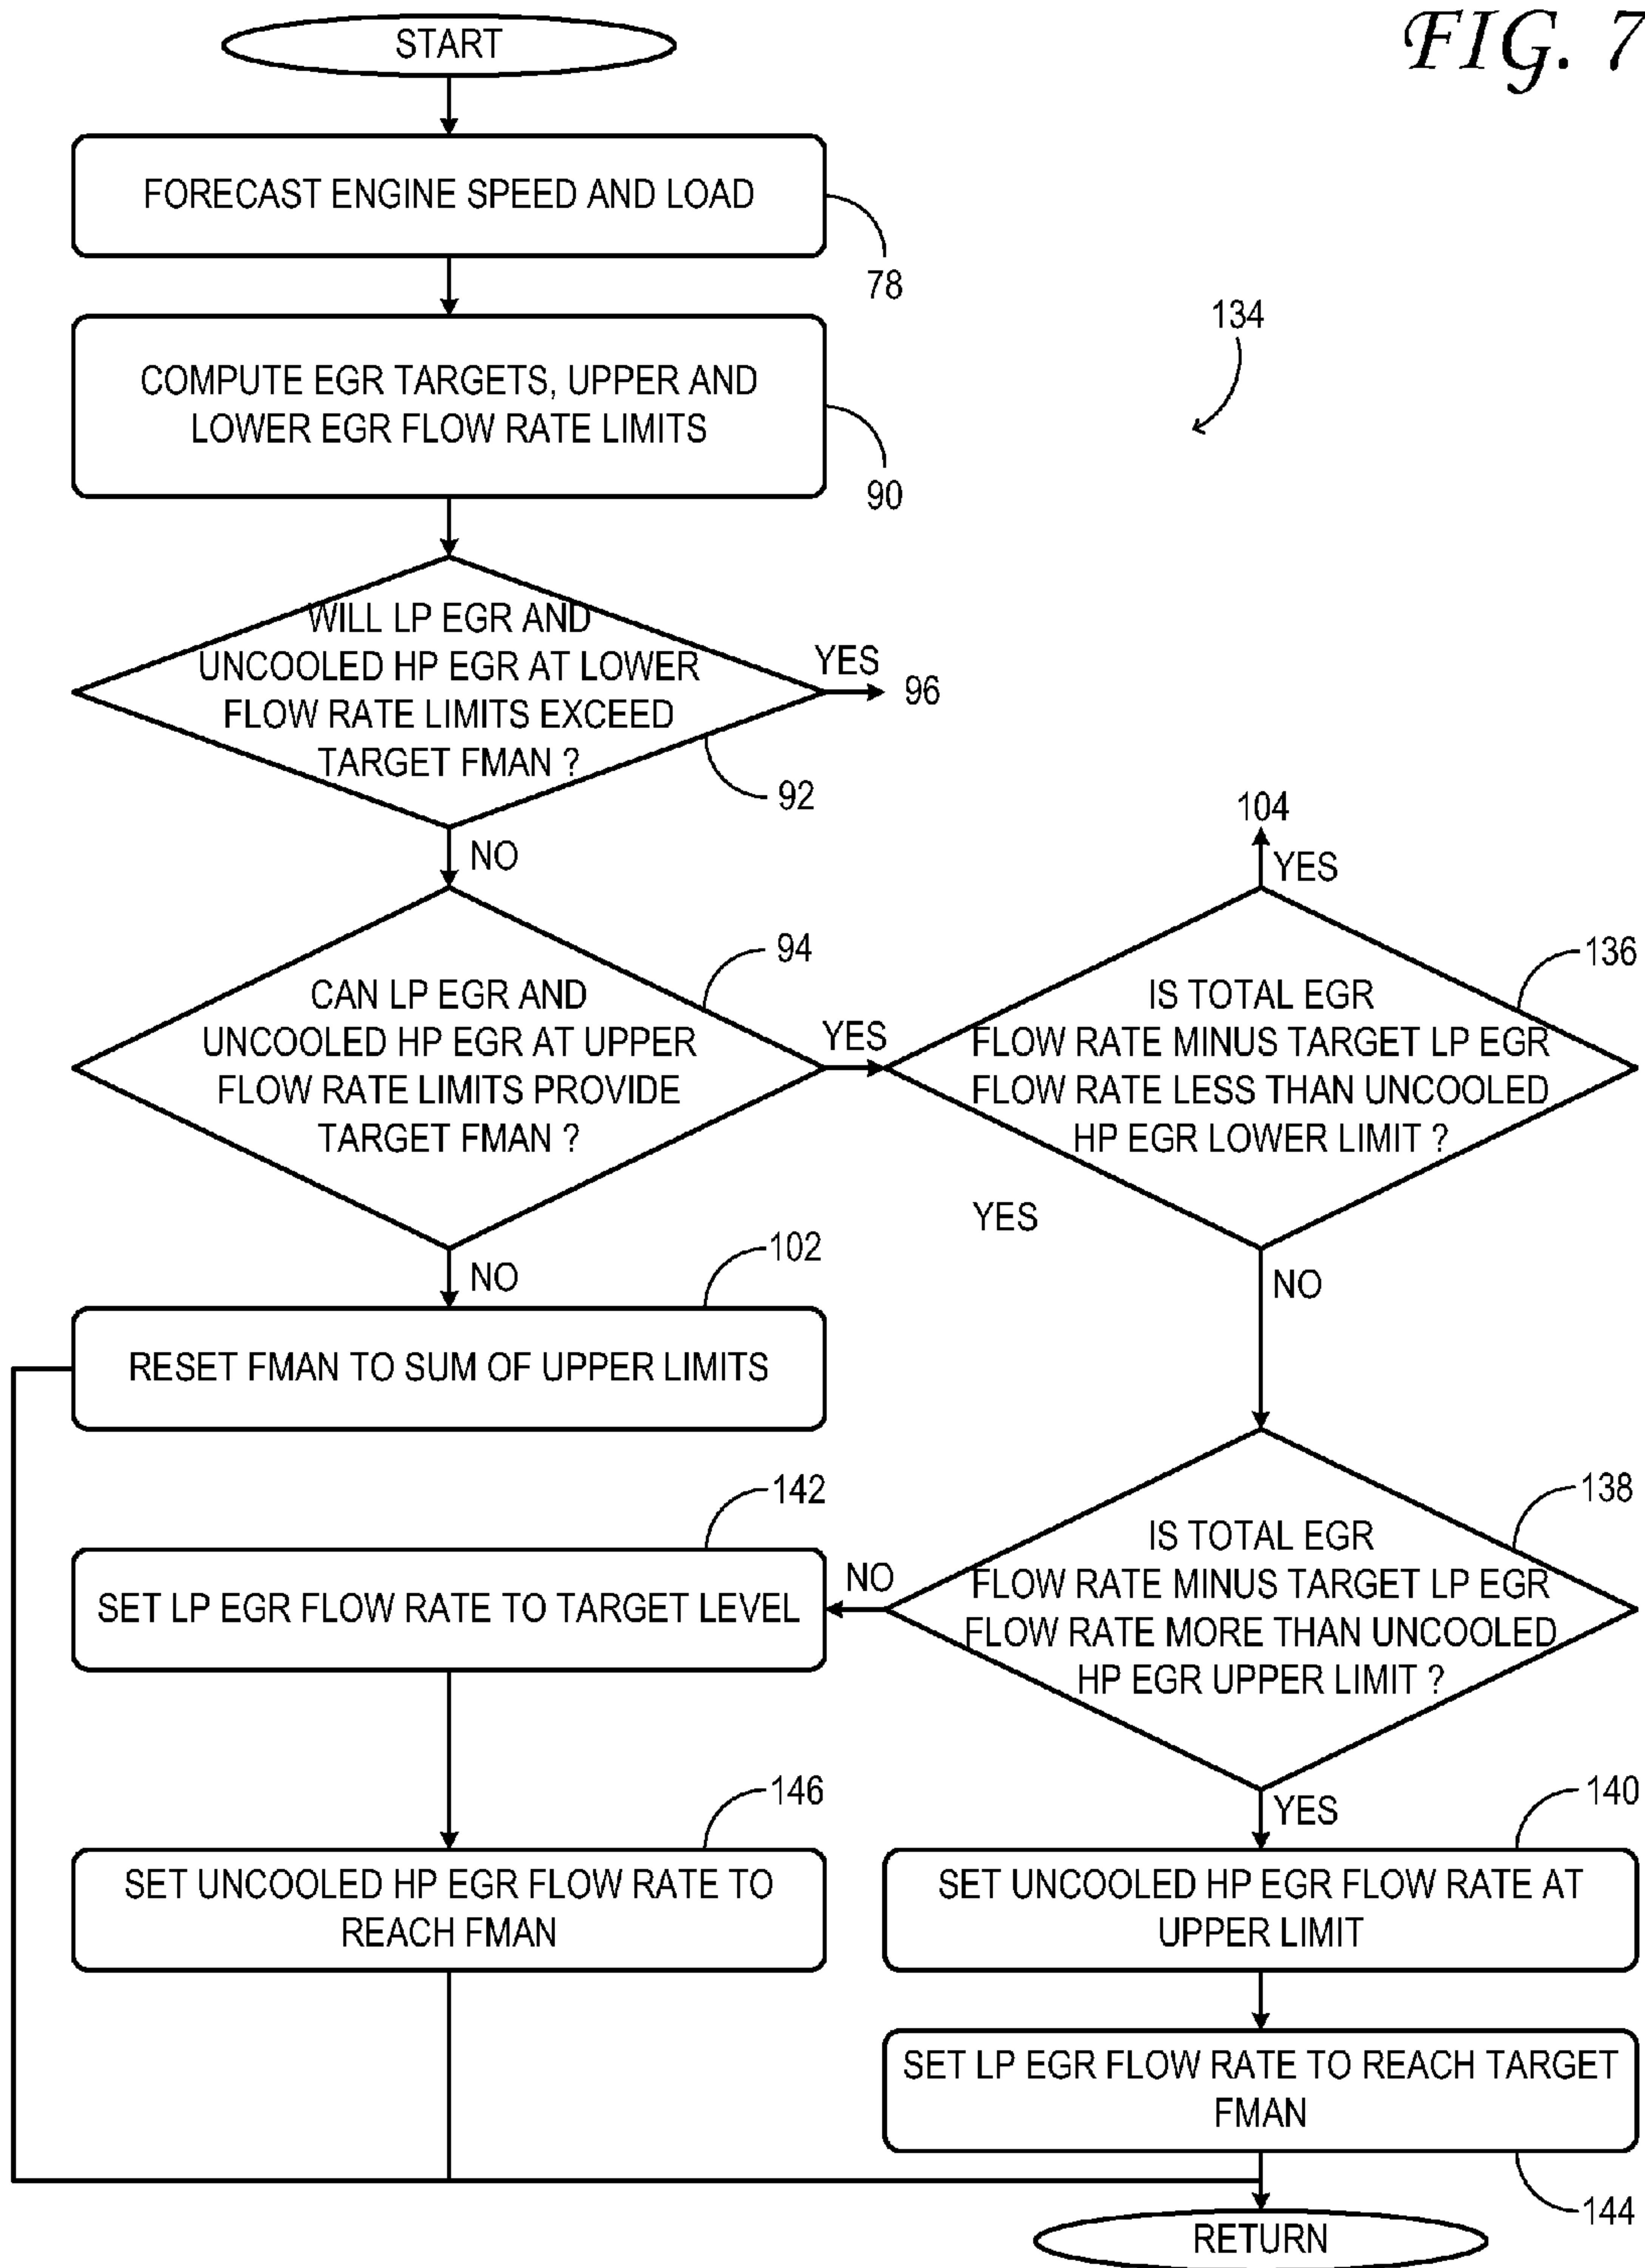 FIG. 7
START
FORECAST ENGINE SPEED AND LOAD
78
COMPUTE EGR TARGETS, UPPER AND
LOWER EGR FLOW RATE LIMITS
90
134
WILL LP EGR AND
UNCOOLED HP EGR AT LOWER
FLOW RATE LIMITS EXCEED
TARGET FMAN ?
YES
96
92
NO
104
YES
CAN LP EGR AND
UNCOOLED HP EGR AT UPPER
FLOW RATE LIMITS PROVIDE
TARGET FMAN ?
94
YES
IS TOTAL EGR
FLOW RATE MINUS TARGET LP EGR
FLOW RATE LESS THAN UNCOOLED
HP EGR LOWER LIMIT ?
136
YES
NO
NO
102
RESET FMAN TO SUM OF UPPER LIMITS
IS TOTAL EGR
FLOW RATE MINUS TARGET LP EGR
FLOW RATE MORE THAN UNCOOLED
HP EGR UPPER LIMIT ?
138
NO
142
SET LP EGR FLOW RATE TO TARGET LEVEL
YES
146
SET UNCOOLED HP EGR FLOW RATE TO
REACH FMAN
140
SET UNCOOLED HP EGR FLOW RATE AT
UPPER LIMIT
SET LP EGR FLOW RATE TO REACH TARGET
FMAN
144
RETURN